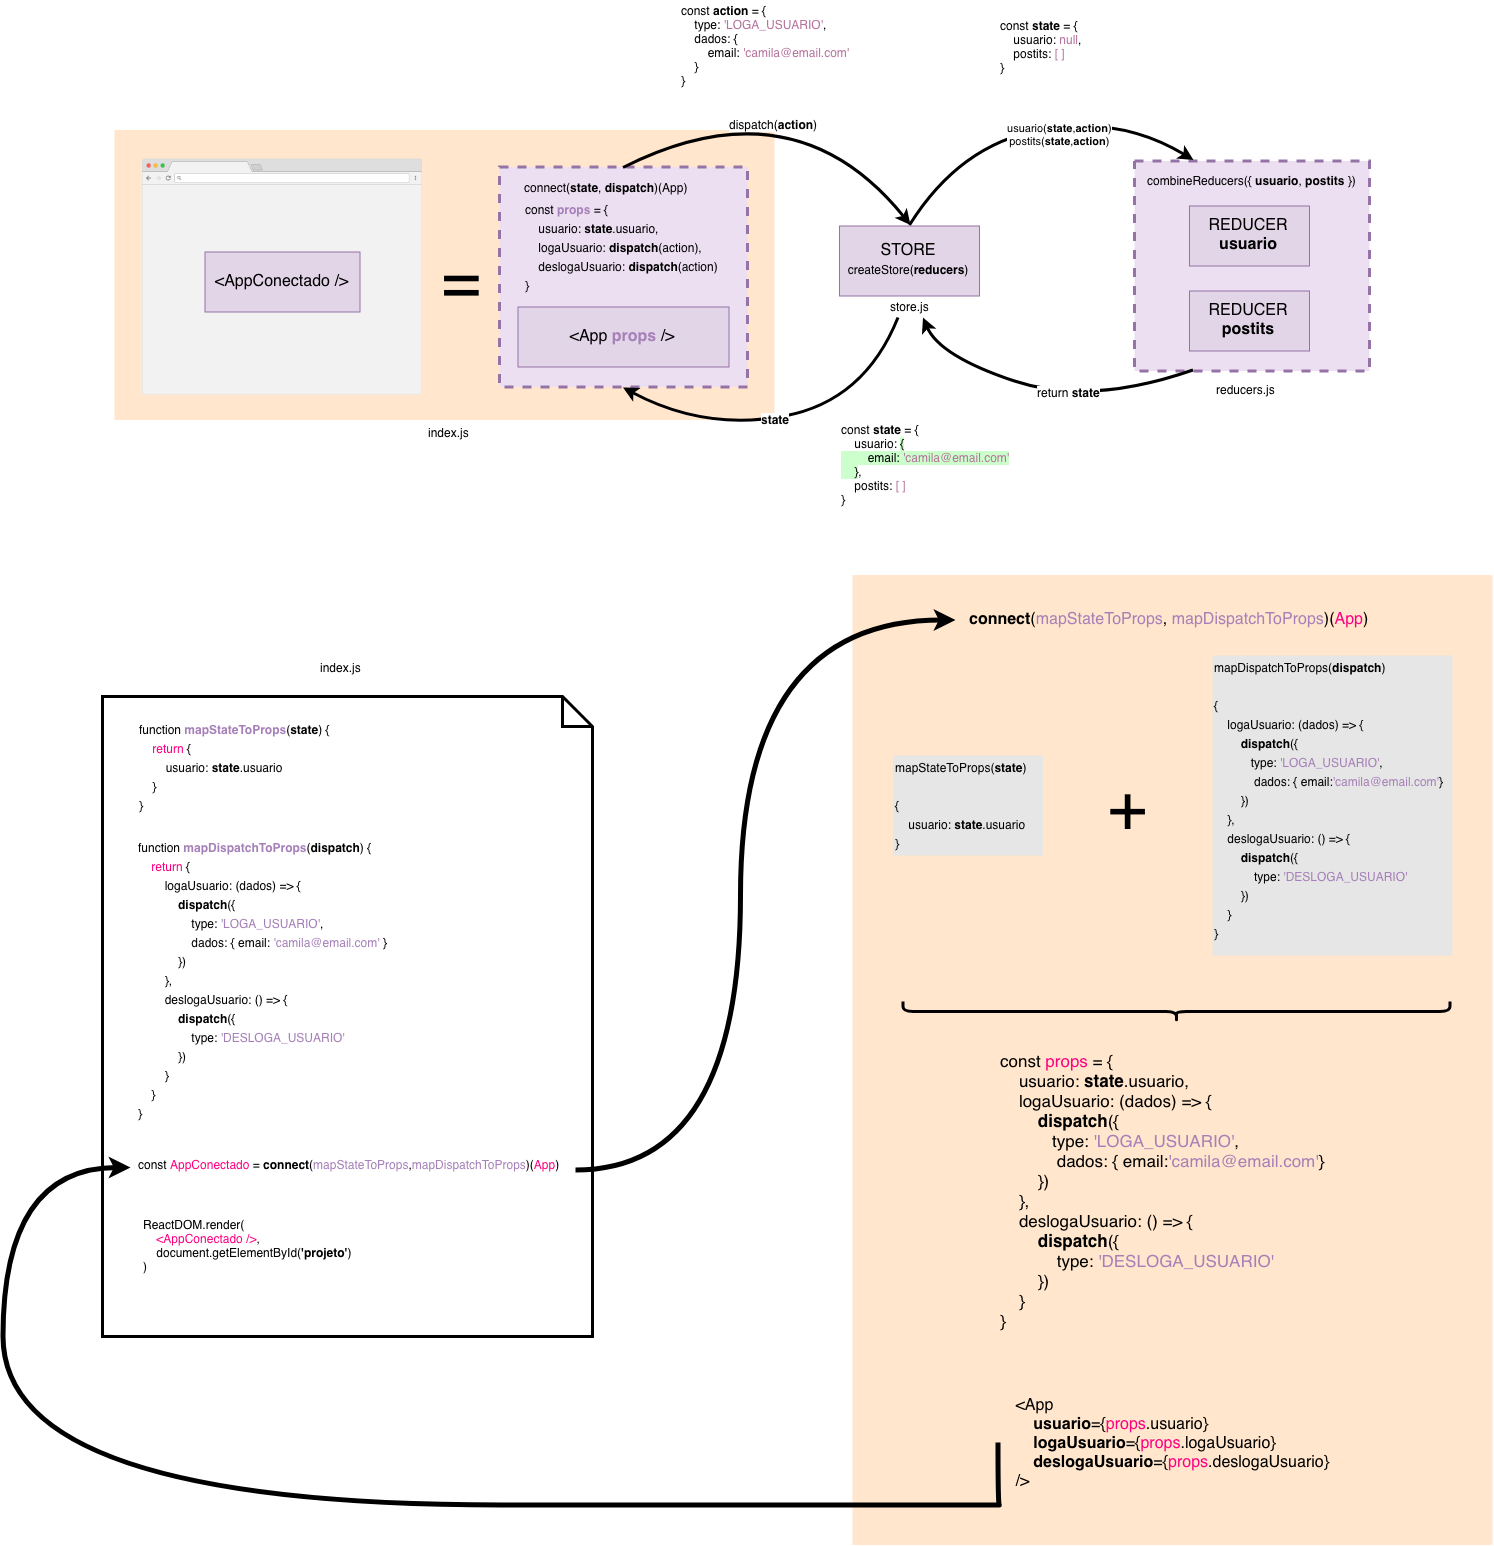 const action = {
type: 'LOGA_USUARIO',
dados: {
email: 'camila@email.com'
}
}
const state = {
usuario: null,
postits: [ ]
}
dispatch(action)
usuario(state,action)
postits(state,action)
<AppConectado />
=
connect(state, dispatch)(App)
const props = {
usuario: state.usuario,
logaUsuario: dispatch(action),
deslogaUsuario: dispatch(action)
}
<App props />
index.js
STORE
createStore(reducers)
store.js
combineReducers({ usuario, postits })
REDUCER
usuario
REDUCER
postits
reducers.js
return state
state
const state = {
usuario: {
email: 'camila@email.com'
},
postits: [ ]
}
index.js
function mapStateToProps(state) {
return {
usuario: state.usuario
}
}
function mapDispatchToProps(dispatch) {
return {
logaUsuario: (dados) => {
dispatch({
type: 'LOGA_USUARIO',
dados: { email: 'camila@email.com' }
})
},
deslogaUsuario: () => {
dispatch({
type: 'DESLOGA_USUARIO'
})
}
}
}
const AppConectado = connect(mapStateToProps,mapDispatchToProps)(App)
ReactDOM.render(
<AppConectado />,
document.getElementById('projeto')
)
connect(mapStateToProps, mapDispatchToProps)(App)
mapStateToProps(state)
{
usuario: state.usuario
}
+
mapDispatchToProps(dispatch)
{
logaUsuario: (dados) => {
dispatch({
type: 'LOGA_USUARIO',
dados: { email:'camila@email.com'}
})
},
deslogaUsuario: () => {
dispatch({
type: 'DESLOGA_USUARIO'
})
}
}
const props = {
usuario: state.usuario,
logaUsuario: (dados) => {
dispatch({
type: 'LOGA_USUARIO',
dados: { email:'camila@email.com'}
})
},
deslogaUsuario: () => {
dispatch({
type: 'DESLOGA_USUARIO'
})
}
}
<App
usuario={props.usuario}
logaUsuario={props.logaUsuario}
deslogaUsuario={props.deslogaUsuario}
/>